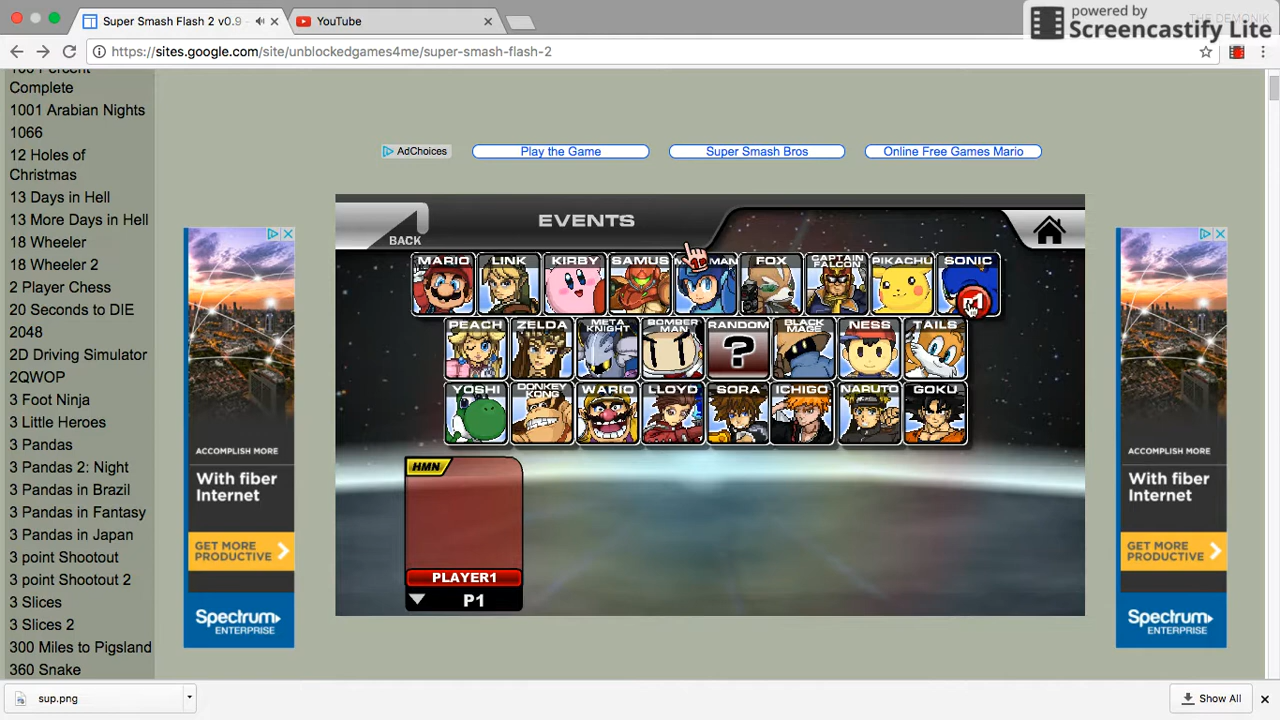 Super Smash Flash 2 v0.9
YouTube
THE DEMONIK
powered by
Screencastify Lite
https://sites.google.com/site/unblockedgames4me/super-smash-flash-2
Complete
1001 Arabian Nights
1066
12 Holes of
Christmas
13 Days in Hell
13 More Days in Hell
18 Wheeler
18 Wheeler 2
2 Player Chess
20 Seconds to DIE
2048
2D Driving Simulator
2QWOP
3 Foot Ninja
3 Little Heroes
3 Pandas
3 Pandas 2: Night
3 Pandas in Brazil
3 Pandas in Fantasy
3 Pandas in Japan
3 point Shootout
3 point Shootout 2
3 Slices
3 Slices 2
300 Miles to Pigsland
360 Snake
AdChoices
Play the Game
Super Smash Bros
Online Free Games Mario
BACK
EVENTS
MARIO LINK KIRBY SAMUS MAN FOX CAPTAIN FALCON PIKACHU SONIC
PEACH ZELDA META KNIGHT BOMBER MAN RANDOM ? BLACK MAGE NESS TAILS
YOSHI DONKEY KONG WARIO LLOYD SORA ICHIGO NARUTO GOKU
HMN
PLAYER1
P1
ACCOMPLISH MORE
With fiber
Internet
GET MORE
PRODUCTIVE
Spectrum
ENTERPRISE
ACCOMPLISH MORE
With fiber
Internet
GET MORE
PRODUCTIVE
Spectrum
ENTERPRISE
sup.png
Show All